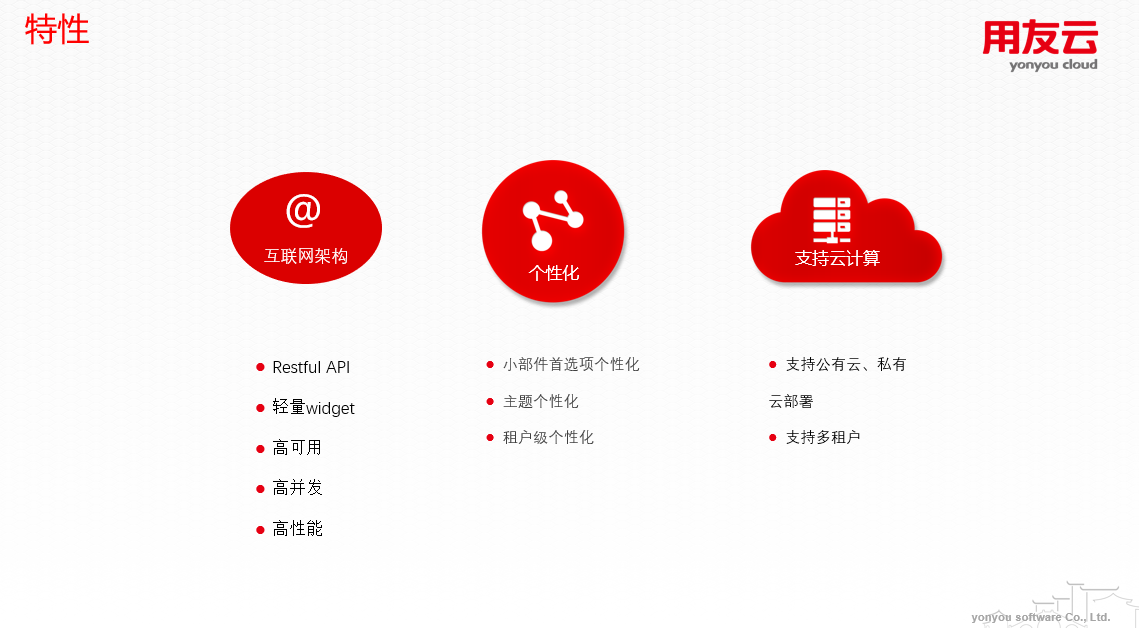 特性
用友云
yonyou cloud
@
互联网架构
个性化
支持云计算
● Restful API
● 轻量widget
● 高可用
● 高并发
● 高性能
● 小部件首选项个性化
● 主题个性化
● 租户级个性化
● 支持公有云、私有
云部署
● 支持多租户
yonyou software Co., Ltd.